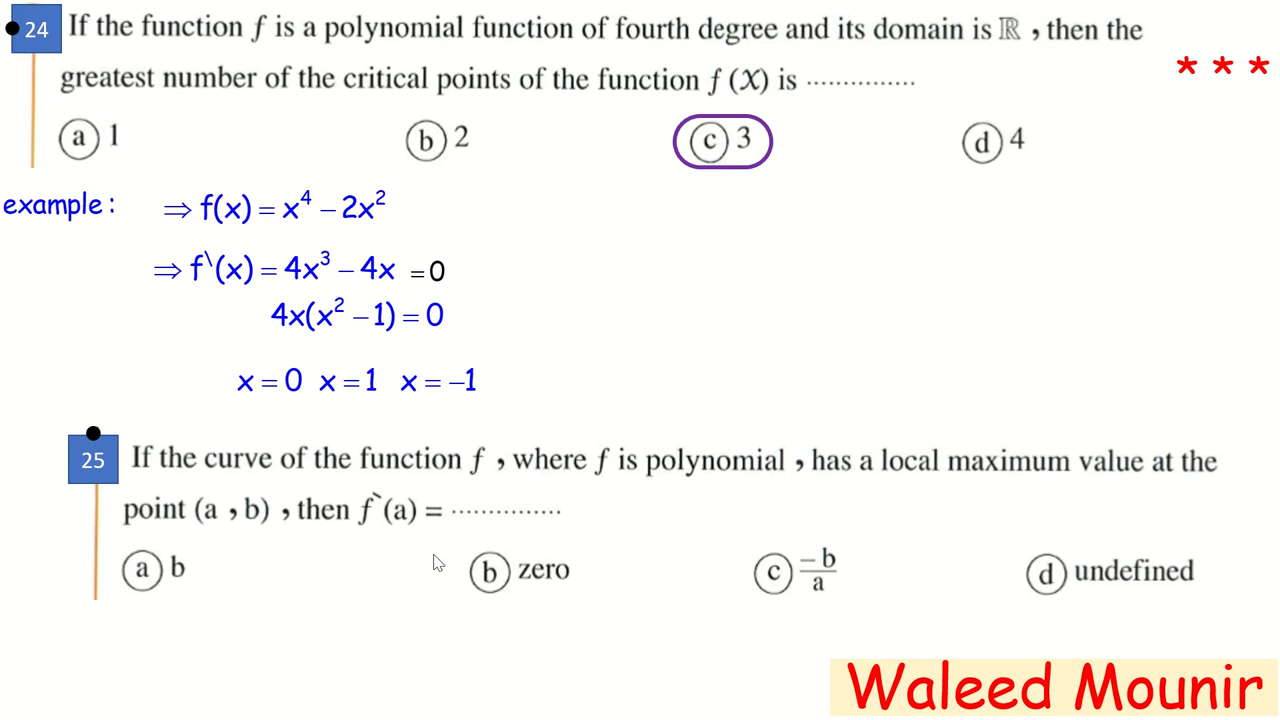 24 If the function f is a polynomial function of fourth degree and its domain is ℝ , then the
* * *
greatest number of the critical points of the function f (X) is ...............
(a) 1 (b) 2 (c) 3 (d) 4
example : ⇒ f(x) = x⁴ − 2x²
⇒ f\(x) = 4x³ − 4x = 0
4x(x² − 1) = 0
x = 0 x = 1 x = −1
25 If the curve of the function f , where f is polynomial , has a local maximum value at the
point (a , b) , then f`(a) = ...............
(a) b (b) zero (c) −b/a (d) undefined
Waleed Mounir